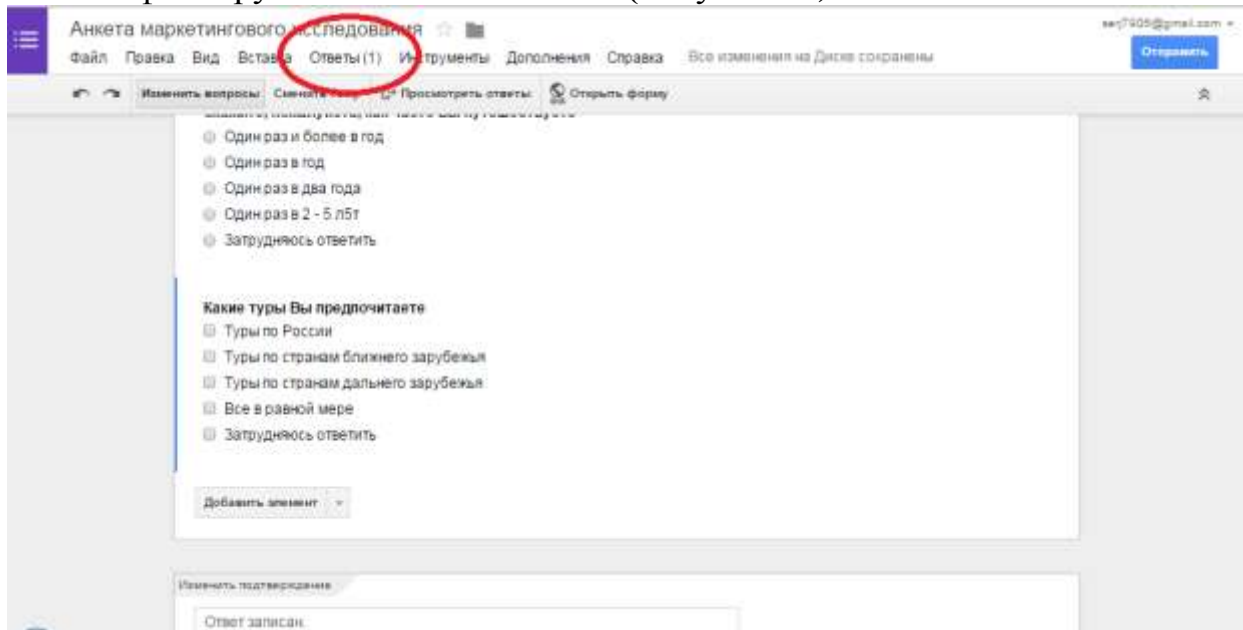 Анкета маркетингового исследования
Файл Правка Вид Вставка Ответы (1) Инструменты Дополнения Справка Все изменения на Диске сохранены
Отправить
Изменить вопросы Сменить Просмотреть ответы Открыть форму
Один раз и более в год
Один раз в год
Один раз в два года
Один раз в 2 - 5 л5т
Затрудняюсь ответить
Какие туры Вы предпочитаете
Туры по России
Туры по странам ближнего зарубежья
Туры по странам дальнего зарубежья
Все в равной мере
Затрудняюсь ответить
Добавить элемент
Изменить подтверждение
Ответ записан.